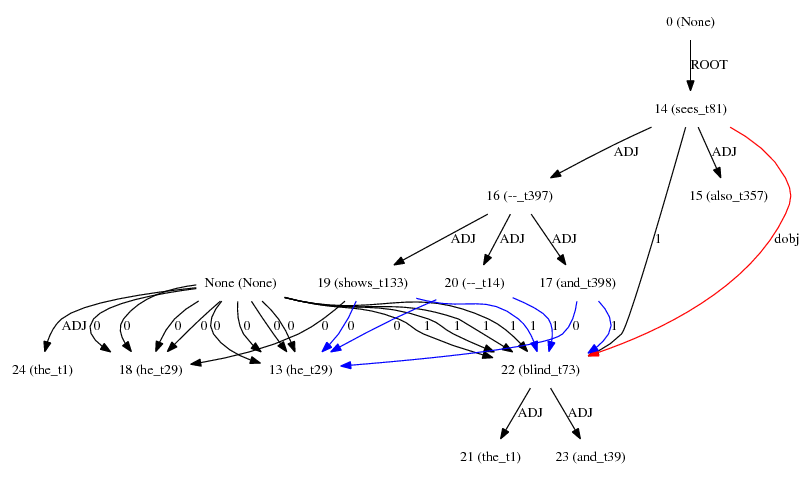 0 (None)
ROOT
14 (sees_t81)
ADJ ADJ
16 (--_t397) 15 (also_t357)
ADJ ADJ ADJ 1 dobj
None (None) 19 (shows_t133) 20 (--_t14) 17 (and_t398)
ADJ 0 0 0 0 0 0 0 0 0 0 0 1 1 1 1 1 1 0 1
24 (the_t1) 18 (he_t29) 13 (he_t29) 22 (blind_t73)
ADJ ADJ
21 (the_t1) 23 (and_t39)